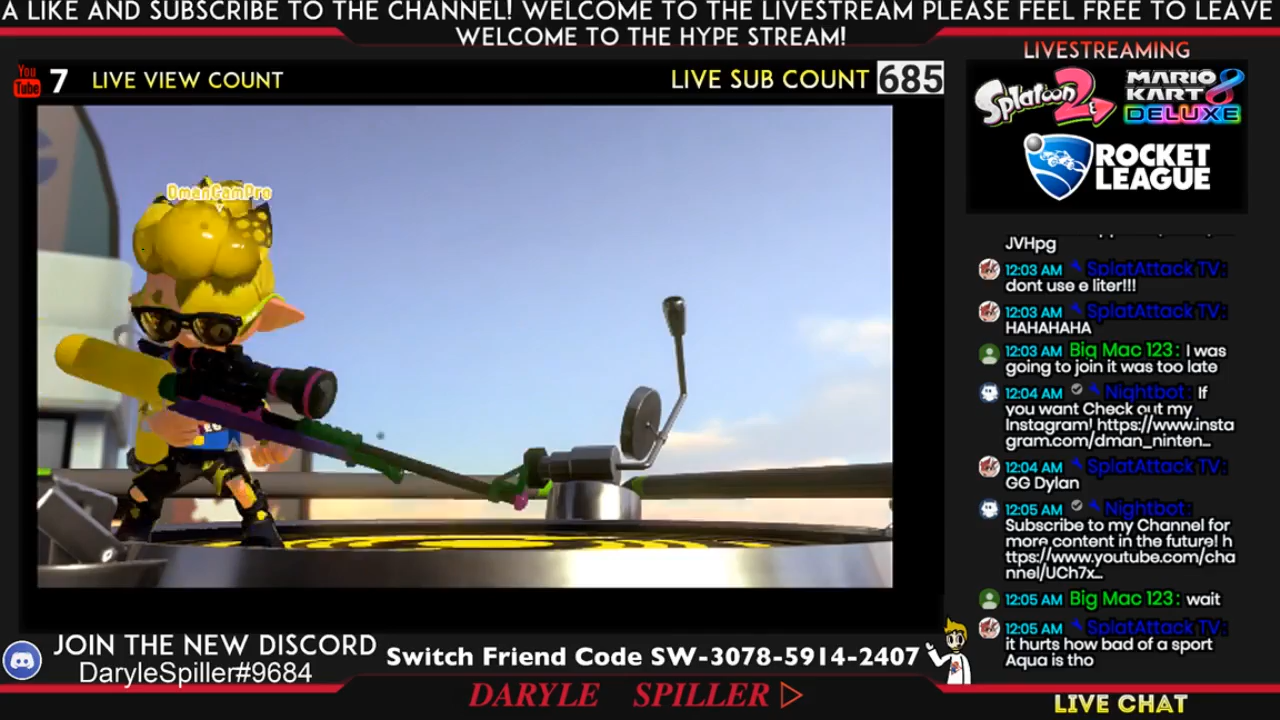 A LIKE AND SUBSCRIBE TO THE CHANNEL! WELCOME TO THE LIVESTREAM PLEASE FEEL FREE TO LEAVE
WELCOME TO THE HYPE STREAM!
You Tube 7 LIVE VIEW COUNT
LIVE SUB COUNT 685
DmanGamPro
LIVESTREAMING
Splatoon 2
MARIO KART 8 DELUXE
ROCKET LEAGUE
JVHpg
12:03 AM SplatAttack TV:
dont use e liter!!!
12:03 AM SplatAttack TV:
HAHAHAHA
12:03 AM Big Mac 123: I was
going to join it was too late
12:04 AM Nightbot: If
you want Check out my
Instagram! https://www.insta
gram.com/dman_ninten...
12:04 AM SplatAttack TV:
GG Dylan
12:05 AM Nightbot:
Subscribe to my Channel for
more content in the future! h
ttps://www.youtube.com/cha
nnel/UCh7x...
12:05 AM Big Mac 123: wait
12:05 AM SplatAttack TV:
it hurts how bad of a sport
Aqua is tho
LIVE CHAT
JOIN THE NEW DISCORD
DaryleSpiller#9684
Switch Friend Code SW-3078-5914-2407
DARYLE SPILLER